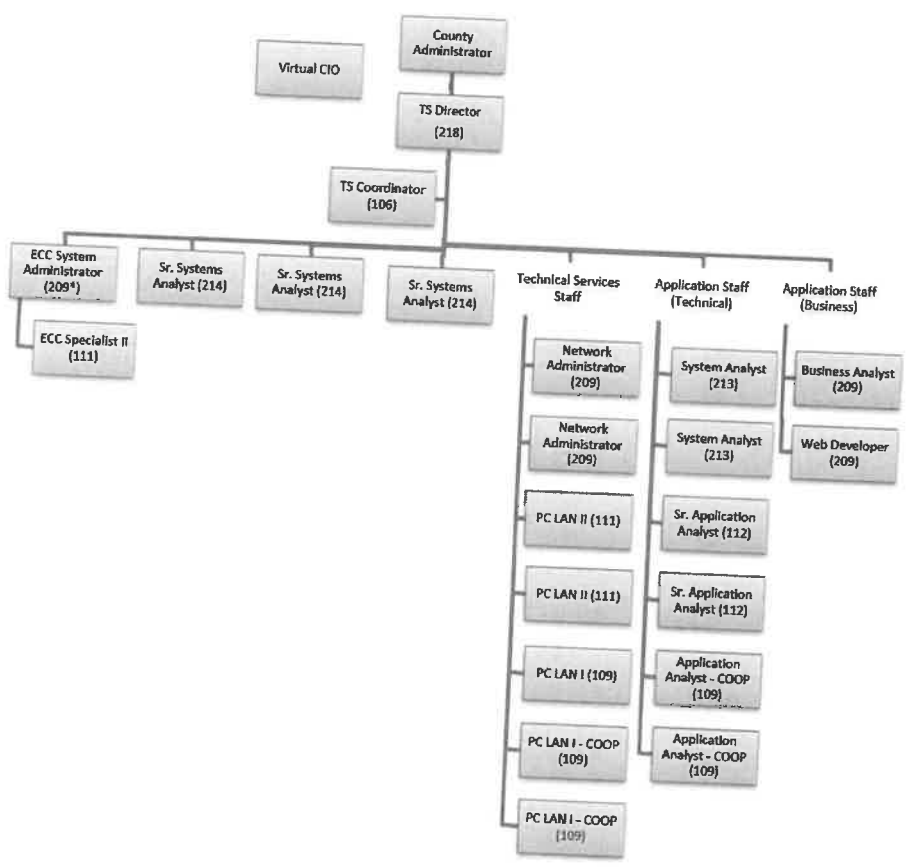 County
Administrator
Virtual CIO
TS Director
(218)
TS Coordinator
(106)
ECC System
Administrator
(209*)
Sr. Systems
Analyst (214)
Sr. Systems
Analyst (214)
Sr. Systems
Analyst (214)
Technical Services
Staff
Application Staff
(Technical)
Application Staff
(Business)
ECC Specialist II
(111)
Network
Administrator
(209)
Network
Administrator
(209)
PC LAN II (111)
PC LAN II (111)
PC LAN I (109)
PC LAN I - COOP
(109)
PC LAN I - COOP
(109)
System Analyst
(213)
System Analyst
(213)
Sr. Application
Analyst (112)
Sr. Application
Analyst (112)
Application
Analyst - COOP
(109)
Application
Analyst - COOP
(109)
Business Analyst
(209)
Web Developer
(209)